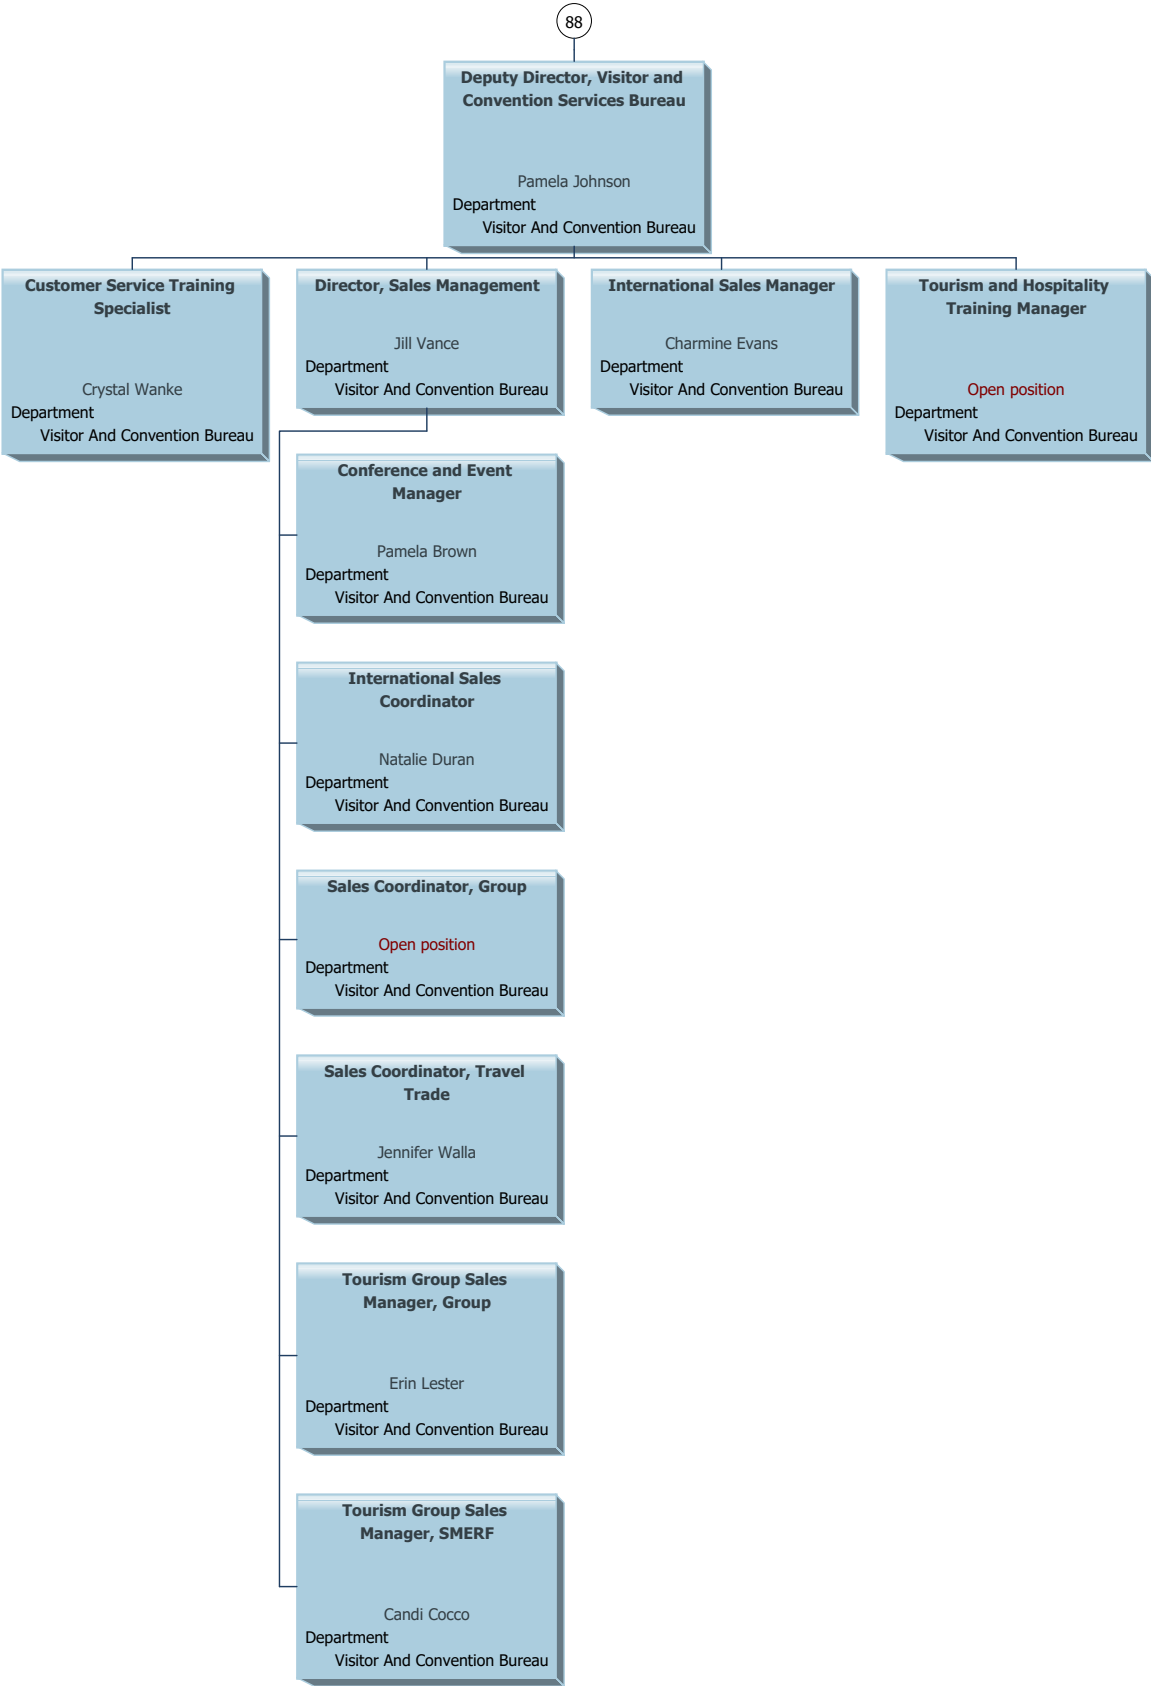 88
Deputy Director, Visitor and
Convention Services Bureau
Pamela Johnson
Department
Visitor And Convention Bureau
Customer Service Training
Specialist
Crystal Wanke
Department
Visitor And Convention Bureau
Director, Sales Management
Jill Vance
Department
Visitor And Convention Bureau
International Sales Manager
Charmine Evans
Department
Visitor And Convention Bureau
Tourism and Hospitality
Training Manager
Open position
Department
Visitor And Convention Bureau
Conference and Event
Manager
Pamela Brown
Department
Visitor And Convention Bureau
International Sales
Coordinator
Natalie Duran
Department
Visitor And Convention Bureau
Sales Coordinator, Group
Open position
Department
Visitor And Convention Bureau
Sales Coordinator, Travel
Trade
Jennifer Walla
Department
Visitor And Convention Bureau
Tourism Group Sales
Manager, Group
Erin Lester
Department
Visitor And Convention Bureau
Tourism Group Sales
Manager, SMERF
Candi Cocco
Department
Visitor And Convention Bureau